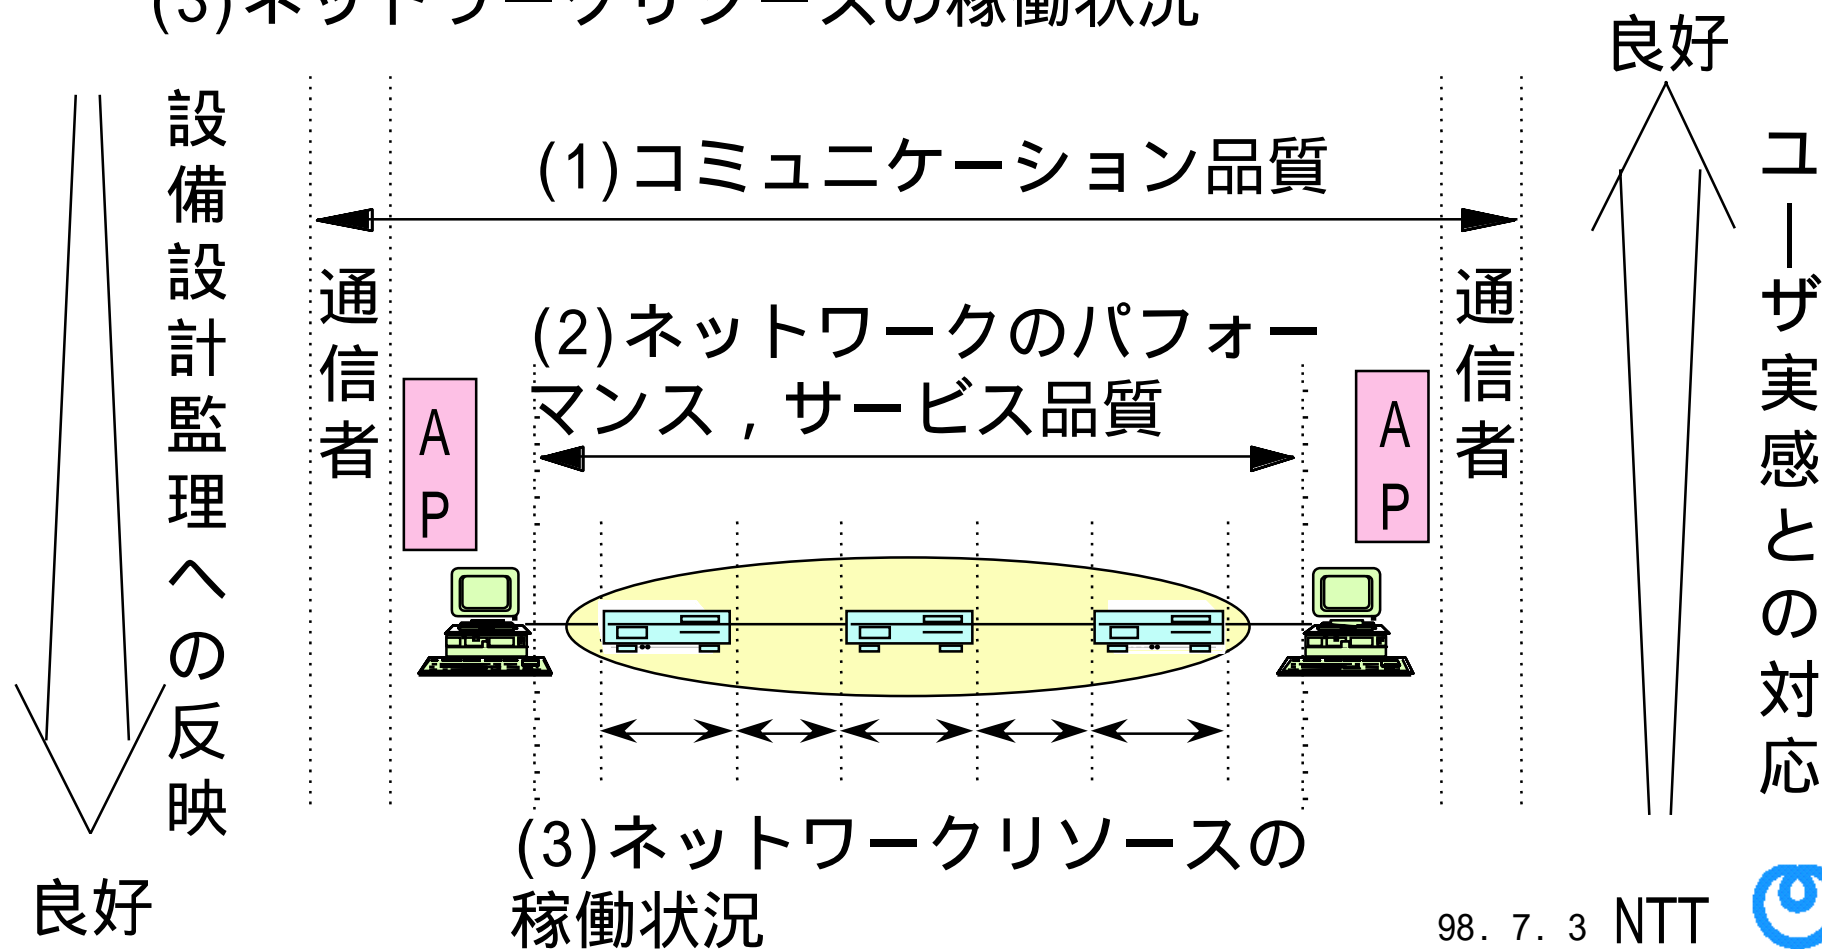 (3)ネットワークリソースの稼働状況
良好
設備設計監理への反映
(1)コミュニケーション品質
ユーザ実感との対応
通信者
通信者
(2)ネットワークのパフォー
マンス，サービス品質
AP
AP
(3)ネットワークリソースの
稼働状況
良好
98. 7. 3 NTT